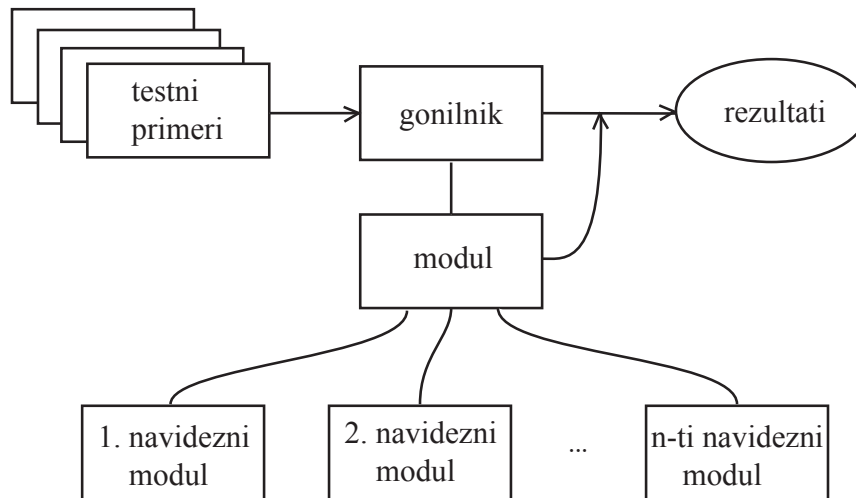 testni
primeri
gonilnik
rezultati
modul
1. navidezni
modul
2. navidezni
modul
...
n-ti navidezni
modul